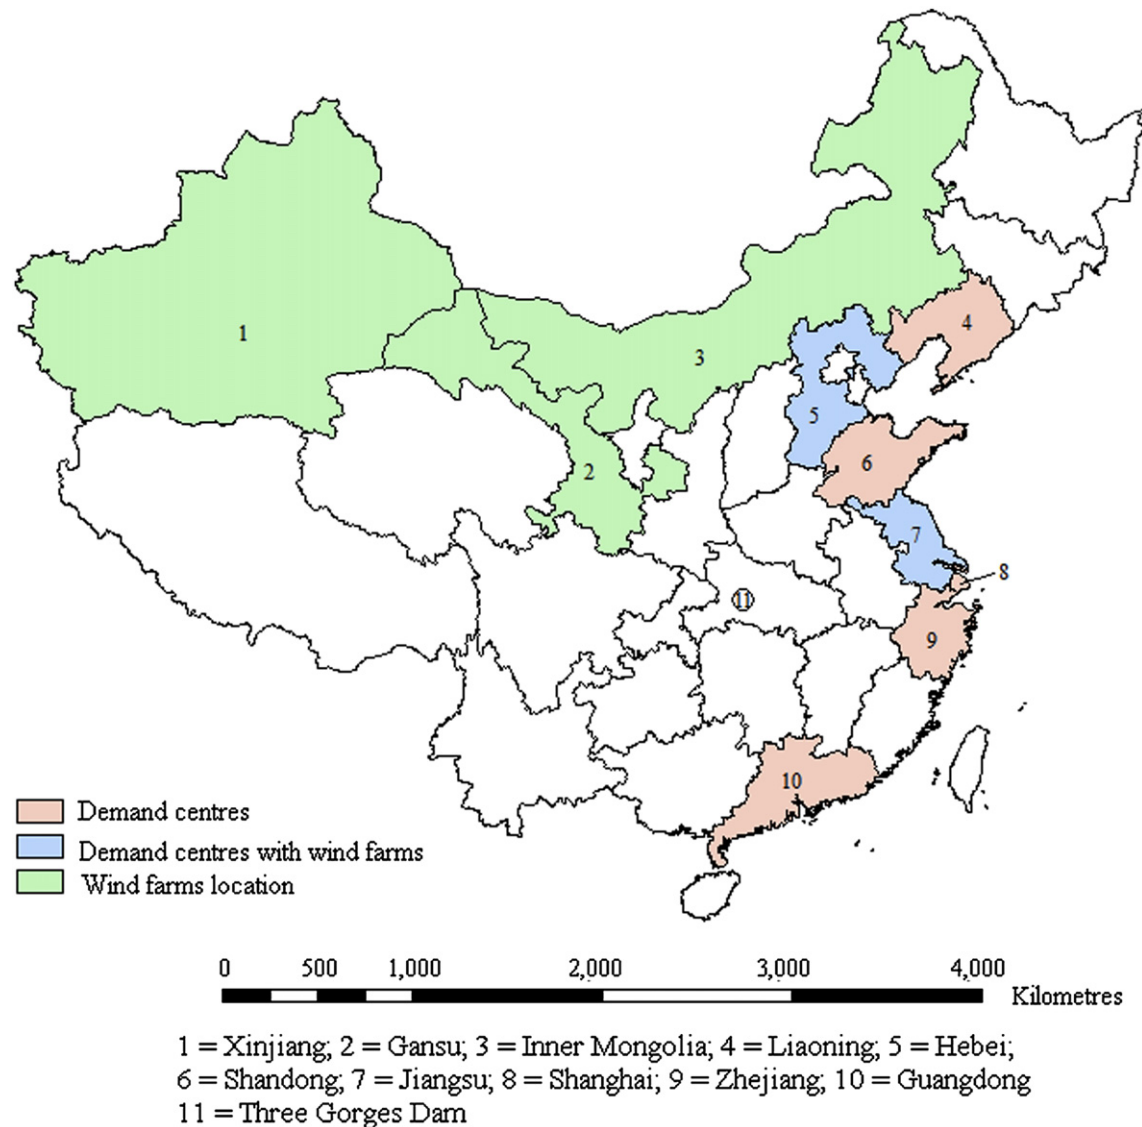 1
2
3
4
5
6
7
8
9
10
11
Demand centres
Demand centres with wind farms
Wind farms location
0 500 1,000 2,000 3,000 4,000
Kilometres
1 = Xinjiang; 2 = Gansu; 3 = Inner Mongolia; 4 = Liaoning; 5 = Hebei;
6 = Shandong; 7 = Jiangsu; 8 = Shanghai; 9 = Zhejiang; 10 = Guangdong
11 = Three Gorges Dam